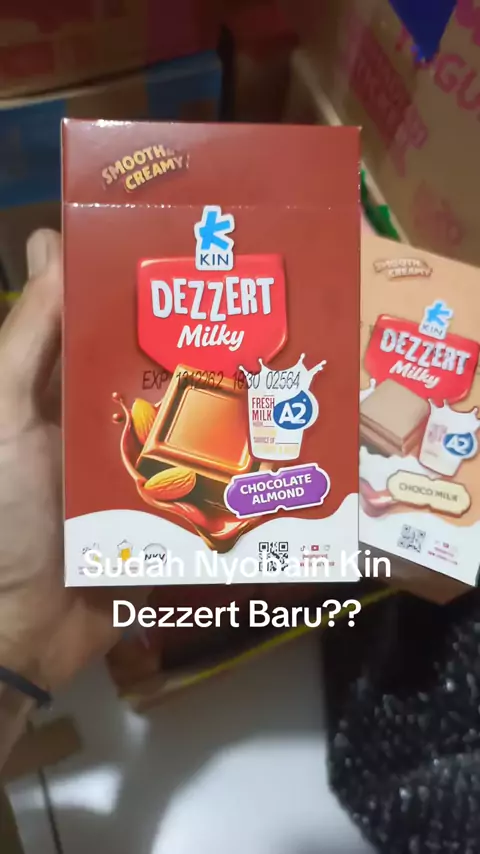 SMOOTH &
CREAMY
KIN
DEZZERT
Milky
FRESH
MILK
A2
CHOCOLATE
ALMOND
SMOOTH &
CREAMY
KIN
DEZZERT
Milky
A2
CHOCO MILK
Sudah Nyobain Kin
Dezzert Baru??